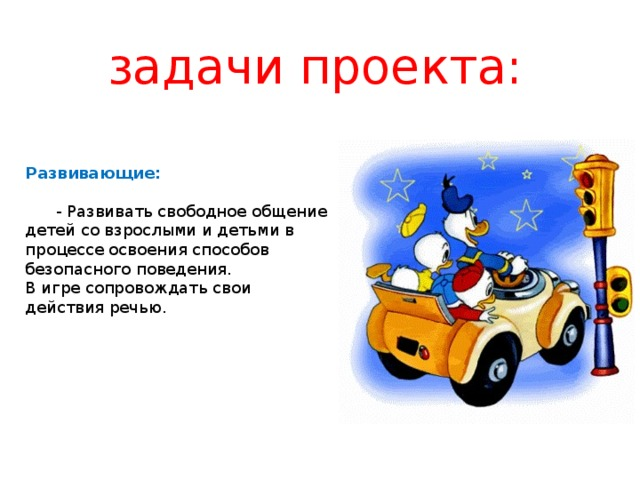 задачи проекта:
Развивающие:
- Развивать свободное общение
детей со взрослыми и детьми в
процессе освоения способов
безопасного поведения.
В игре сопровождать свои
действия речью.